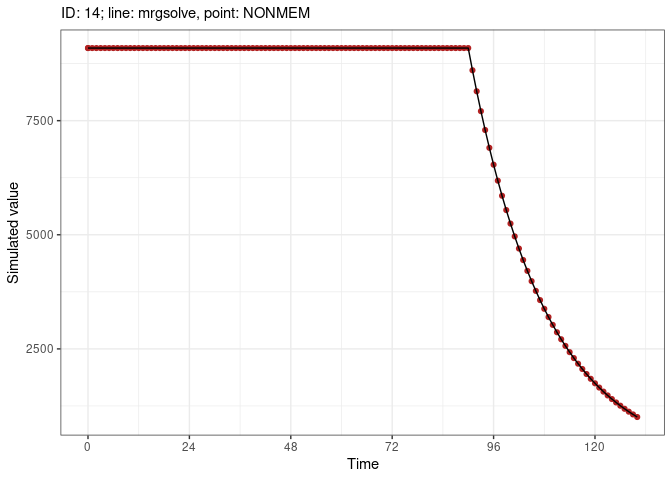 ID: 14; line: mrgsolve, point: NONMEM
Simulated value
7500
5000
2500
0 24 48 72 96 120
Time